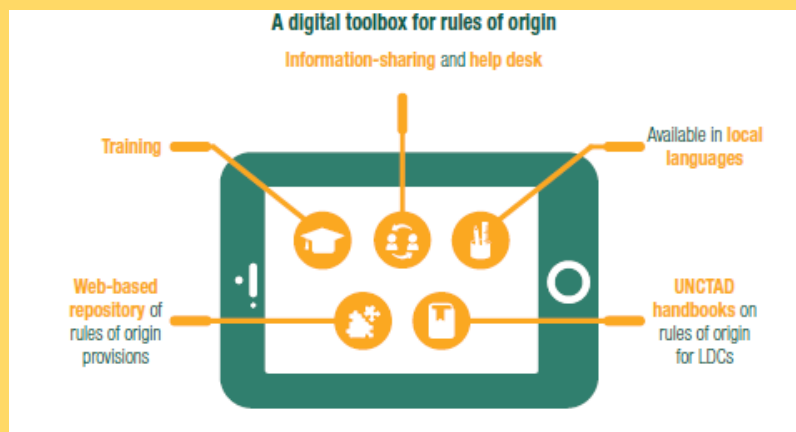 A digital toolbox for rules of origin
Information-sharing and help desk
Training
Available in local
languages
Web-based
repository of
rules of origin
provisions
UNCTAD
handbooks on
rules of origin
for LDCs